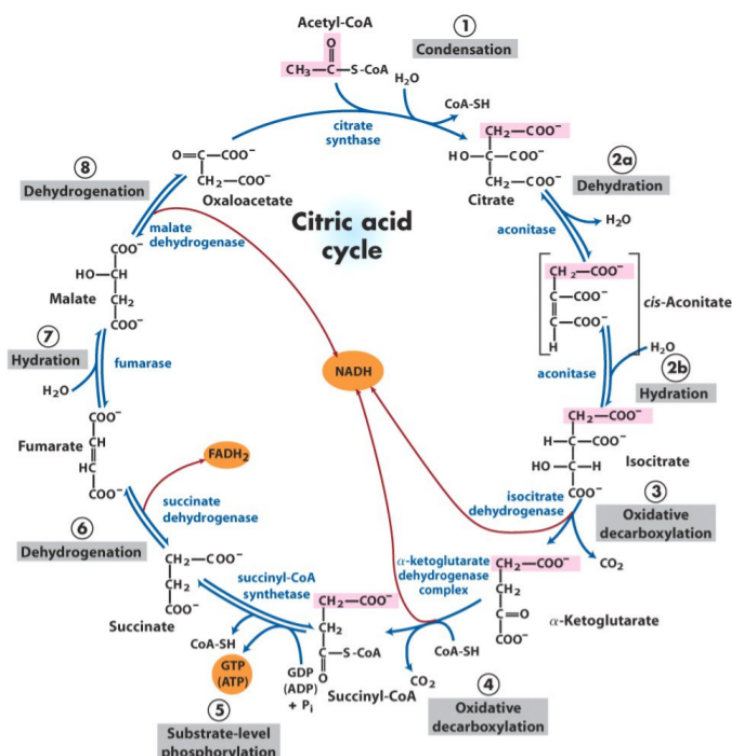 Acetyl-CoA
O
CH₃—C—S-CoA
H₂O
1
Condensation
CoA-SH
citrate
synthase
CH₂—COO⁻
HO—C—COO⁻
CH₂—COO⁻
Citrate
2a
Dehydration
H₂O
aconitase
CH₂—COO⁻
C—COO⁻
C—COO⁻
H
cis-Aconitate
H₂O
aconitase
2b
Hydration
CH₂—COO⁻
H—C—COO⁻
HO—C—H
COO⁻
Isocitrate
isocitrate
dehydrogenase
3
Oxidative
decarboxylation
CO₂
CH₂—COO⁻
CH₂
C=O
COO⁻
α-Ketoglutarate
α-ketoglutarate
dehydrogenase
complex
CoA-SH
CO₂
4
Oxidative
decarboxylation
CH₂—COO⁻
CH₂
C—S-CoA
O
Succinyl-CoA
succinyl-CoA
synthetase
GDP
(ADP)
+ Pᵢ
GTP
(ATP)
CoA-SH
5
Substrate-level
phosphorylation
CH₂—COO⁻
CH₂
COO⁻
Succinate
succinate
dehydrogenase
FADH₂
6
Dehydrogenation
COO⁻
CH
HC
COO⁻
Fumarate
fumarase
H₂O
7
Hydration
COO⁻
HO—CH
CH₂
COO⁻
Malate
malate
dehydrogenase
8
Dehydrogenation
O=C—COO⁻
CH₂—COO⁻
Oxaloacetate
Citric acid
cycle
NADH